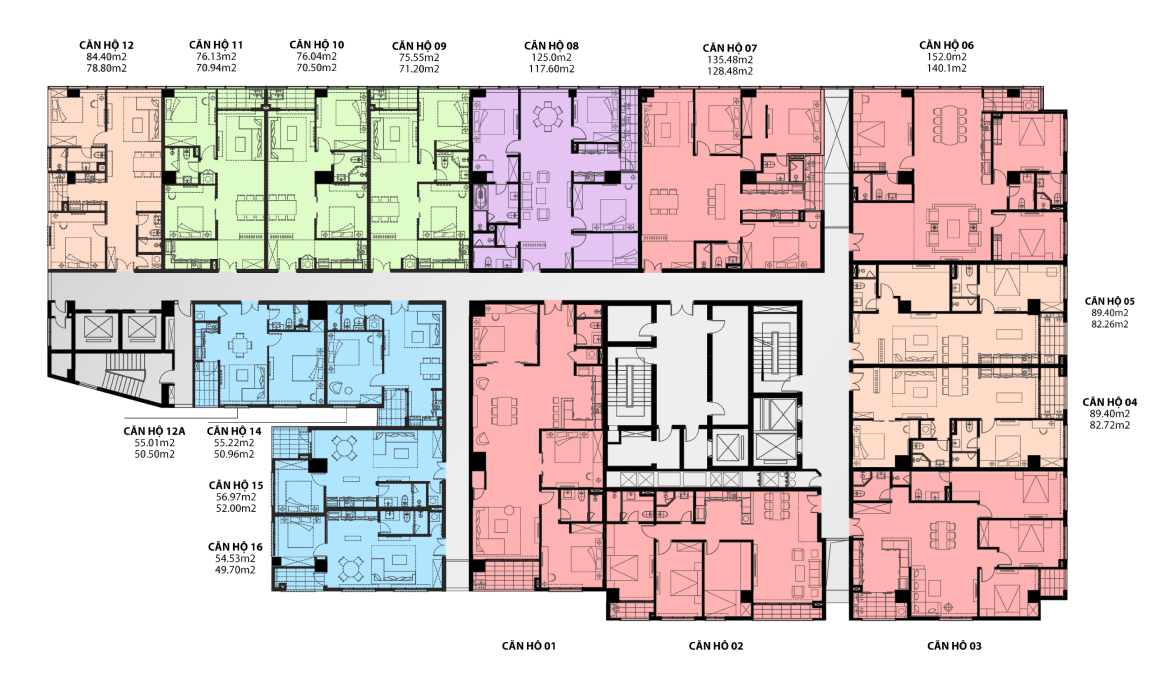 CĂN HỘ 12
84.40m2
78.80m2
CĂN HỘ 11
76.13m2
70.94m2
CĂN HỘ 10
76.04m2
70.50m2
CĂN HỘ 09
75.55m2
71.20m2
CĂN HỘ 08
125.0m2
117.60m2
CĂN HỘ 07
135.48m2
128.48m2
CĂN HỘ 06
152.0m2
140.1m2
CĂN HỘ 05
89.40m2
82.26m2
CĂN HỘ 04
89.40m2
82.72m2
CĂN HỘ 12A
55.01m2
50.50m2
CĂN HỘ 14
55.22m2
50.96m2
CĂN HỘ 15
56.97m2
52.00m2
CĂN HỘ 16
54.53m2
49.70m2
CĂN HÔ 01
CĂN HÔ 02
CĂN HÔ 03